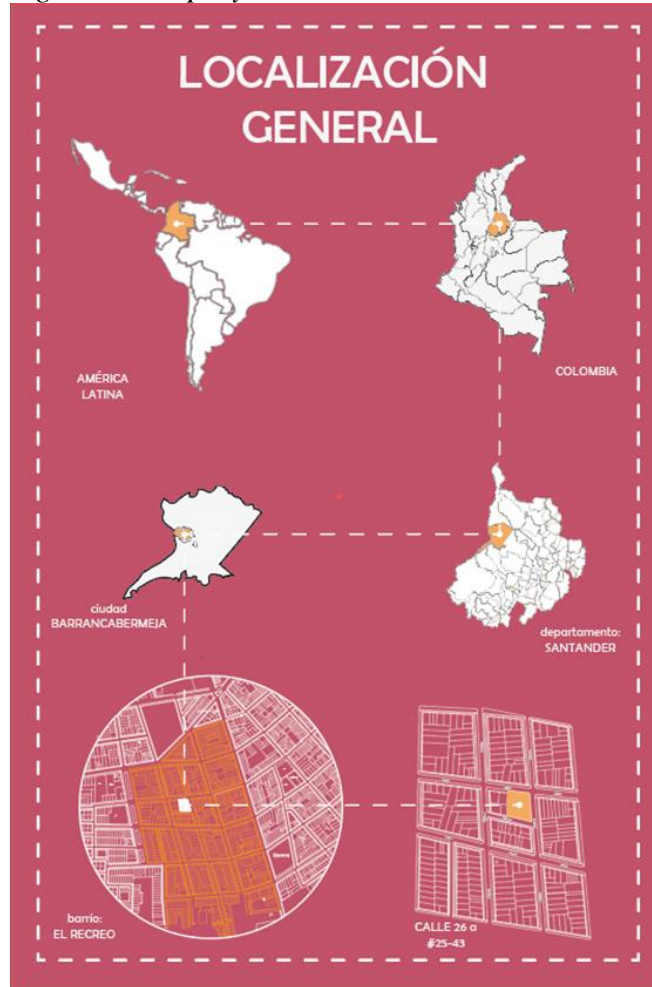 LOCALIZACIÓN
GENERAL
AMÉRICA
LATINA
COLOMBIA
ciudad
BARRANCABERMEJA
departamento:
SANTANDER
barrio:
EL RECREO
CALLE 26 a
#25-43